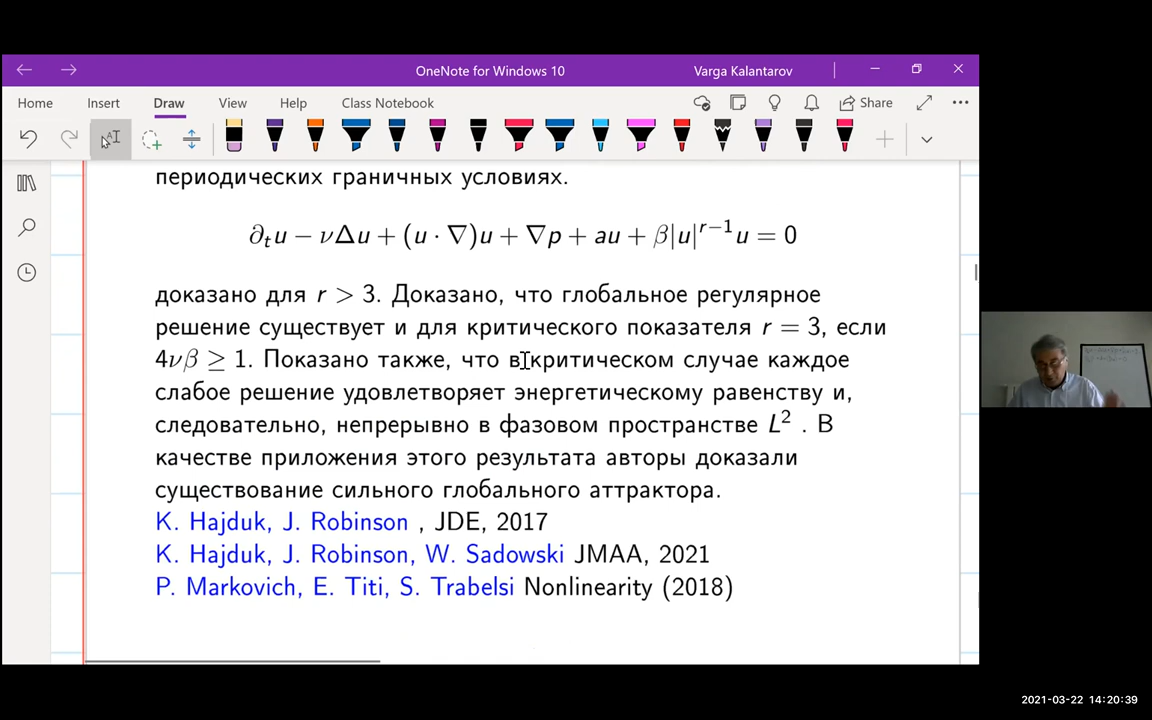 OneNote for Windows 10
Varga Kalantarov
Home Insert Draw View Help Class Notebook Share
периодических граничных условиях.
∂ₜu − νΔu + (u · ∇)u + ∇p + au + β|u|ʳ⁻¹u = 0
доказано для r > 3. Доказано, что глобальное регулярное
решение существует и для критического показателя r = 3, если
4νβ ≥ 1. Показано также, что в критическом случае каждое
слабое решение удовлетворяет энергетическому равенству и,
следовательно, непрерывно в фазовом пространстве L² . В
качестве приложения этого результата авторы доказали
существование сильного глобального аттрактора.
K. Hajduk, J. Robinson , JDE, 2017
K. Hajduk, J. Robinson, W. Sadowski JMAA, 2021
P. Markovich, E. Titi, S. Trabelsi Nonlinearity (2018)
2021-03-22 14:20:39